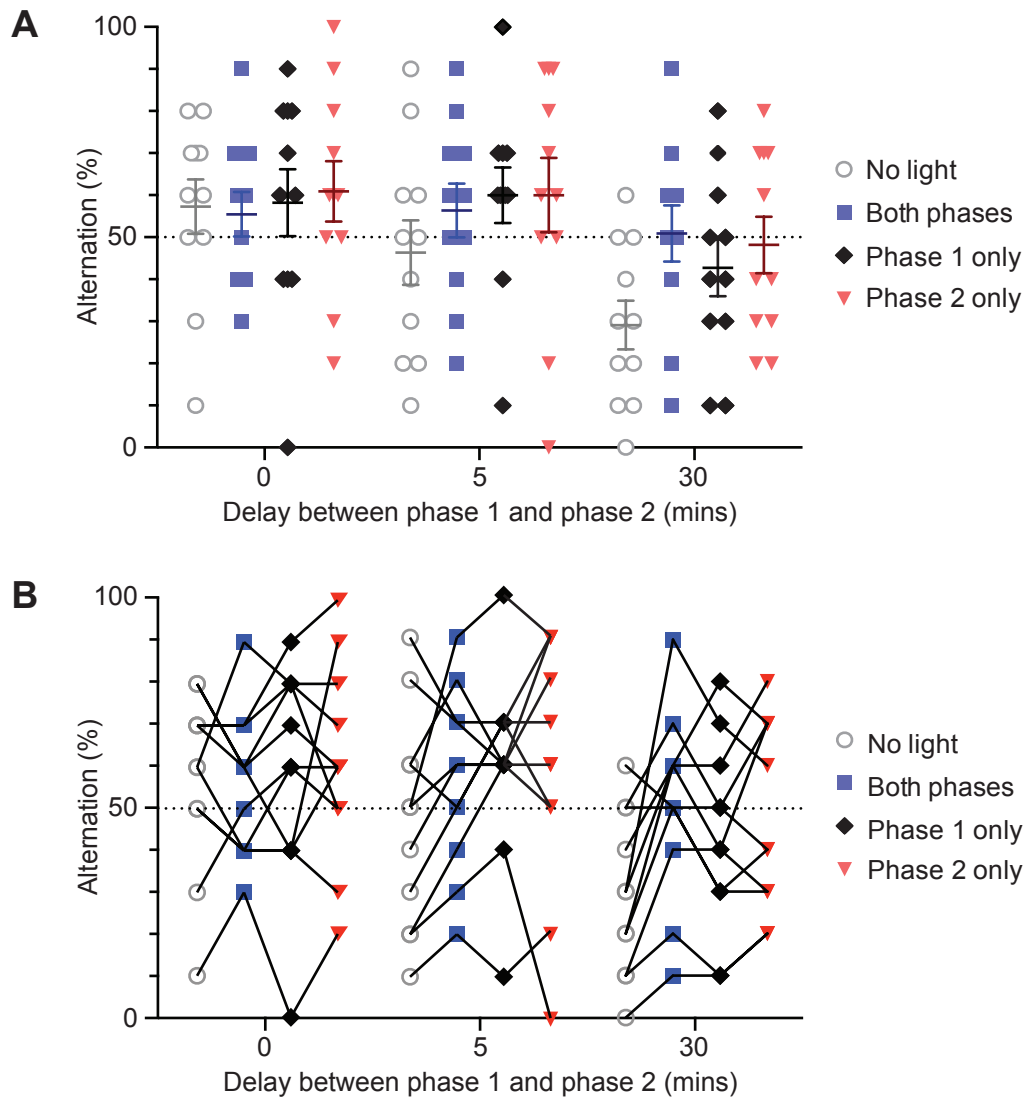 A
Alternation (%)
100
50
0
0
5
30
Delay between phase 1 and phase 2 (mins)
No light
Both phases
Phase 1 only
Phase 2 only
B
Alternation (%)
100
50
0
0
5
30
Delay between phase 1 and phase 2 (mins)
No light
Both phases
Phase 1 only
Phase 2 only